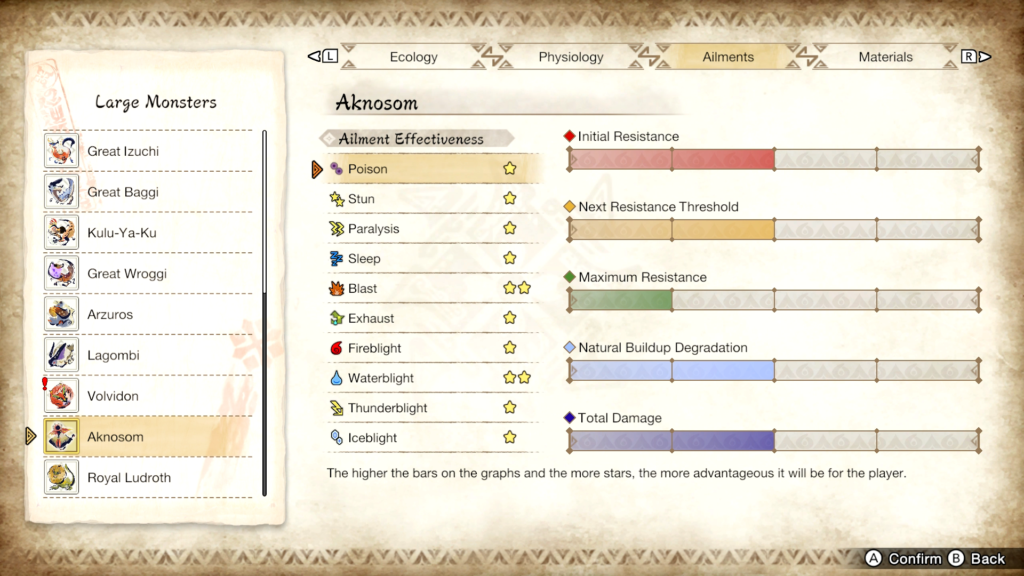 L
Ecology
Physiology
Ailments
Materials
R
Large Monsters
Great Izuchi
Great Baggi
Kulu-Ya-Ku
Great Wroggi
Arzuros
Lagombi
Volvidon
Aknosom
Royal Ludroth
Aknosom
Ailment Effectiveness
Poison
Stun
Paralysis
Sleep
Blast
Exhaust
Fireblight
Waterblight
Thunderblight
Iceblight
Initial Resistance
Next Resistance Threshold
Maximum Resistance
Natural Buildup Degradation
Total Damage
The higher the bars on the graphs and the more stars, the more advantageous it will be for the player.
A Confirm B Back